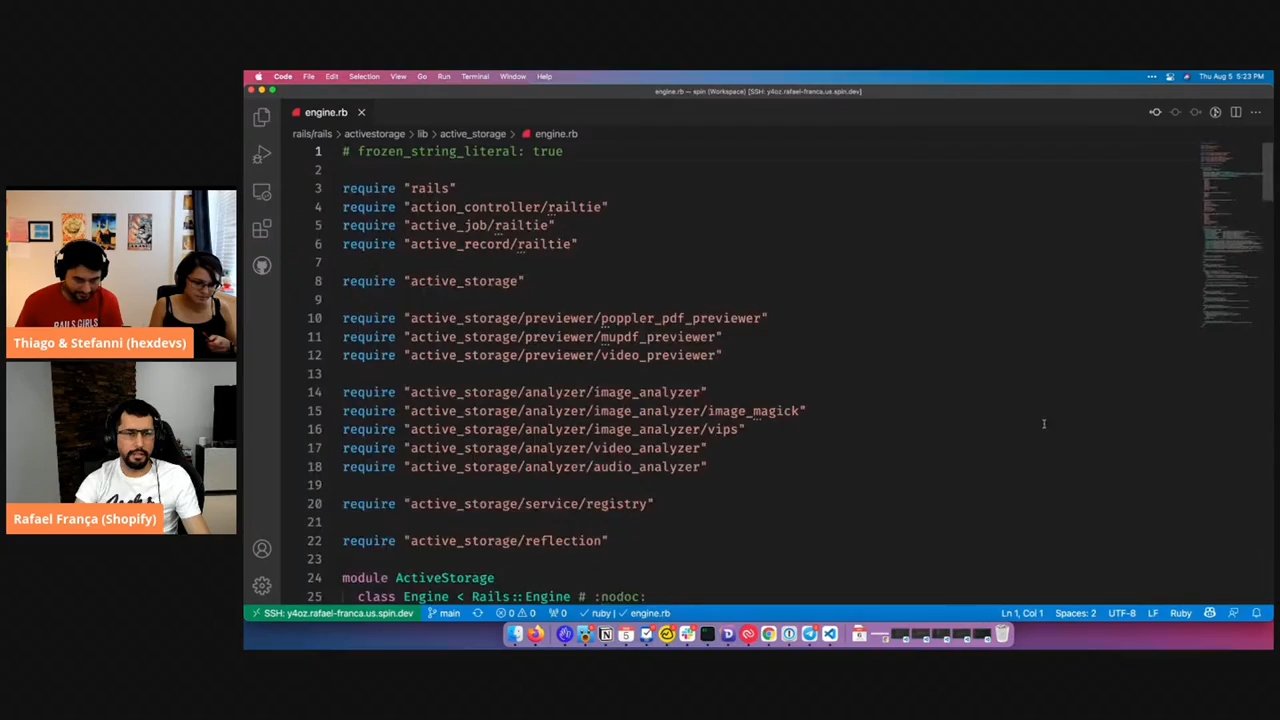 Code File Edit Selection View Go Run Terminal Window Help
Thu Aug 5 5:23 PM
engine.rb — spin (Workspace) [SSH: y4oz.rafael-franca.us.spin.dev]
engine.rb
rails/rails > activestorage > lib > active_storage > engine.rb
1 # frozen_string_literal: true
2
3 require "rails"
4 require "action_controller/railtie"
5 require "active_job/railtie"
6 require "active_record/railtie"
7
8 require "active_storage"
9
10 require "active_storage/previewer/poppler_pdf_previewer"
11 require "active_storage/previewer/mupdf_previewer"
12 require "active_storage/previewer/video_previewer"
13
14 require "active_storage/analyzer/image_analyzer"
15 require "active_storage/analyzer/image_analyzer/image_magick"
16 require "active_storage/analyzer/image_analyzer/vips"
17 require "active_storage/analyzer/video_analyzer"
18 require "active_storage/analyzer/audio_analyzer"
19
20 require "active_storage/service/registry"
21
22 require "active_storage/reflection"
23
24 module ActiveStorage
25 class Engine < Rails::Engine # :nodoc:
SSH: y4oz.rafael-franca.us.spin.dev main 0 0 0 ruby engine.rb Ln 1, Col 1 Spaces: 2 UTF-8 LF Ruby
RAILS GIRLS
Thiago & Stefanni (hexdevs)
Rafael França (Shopify)